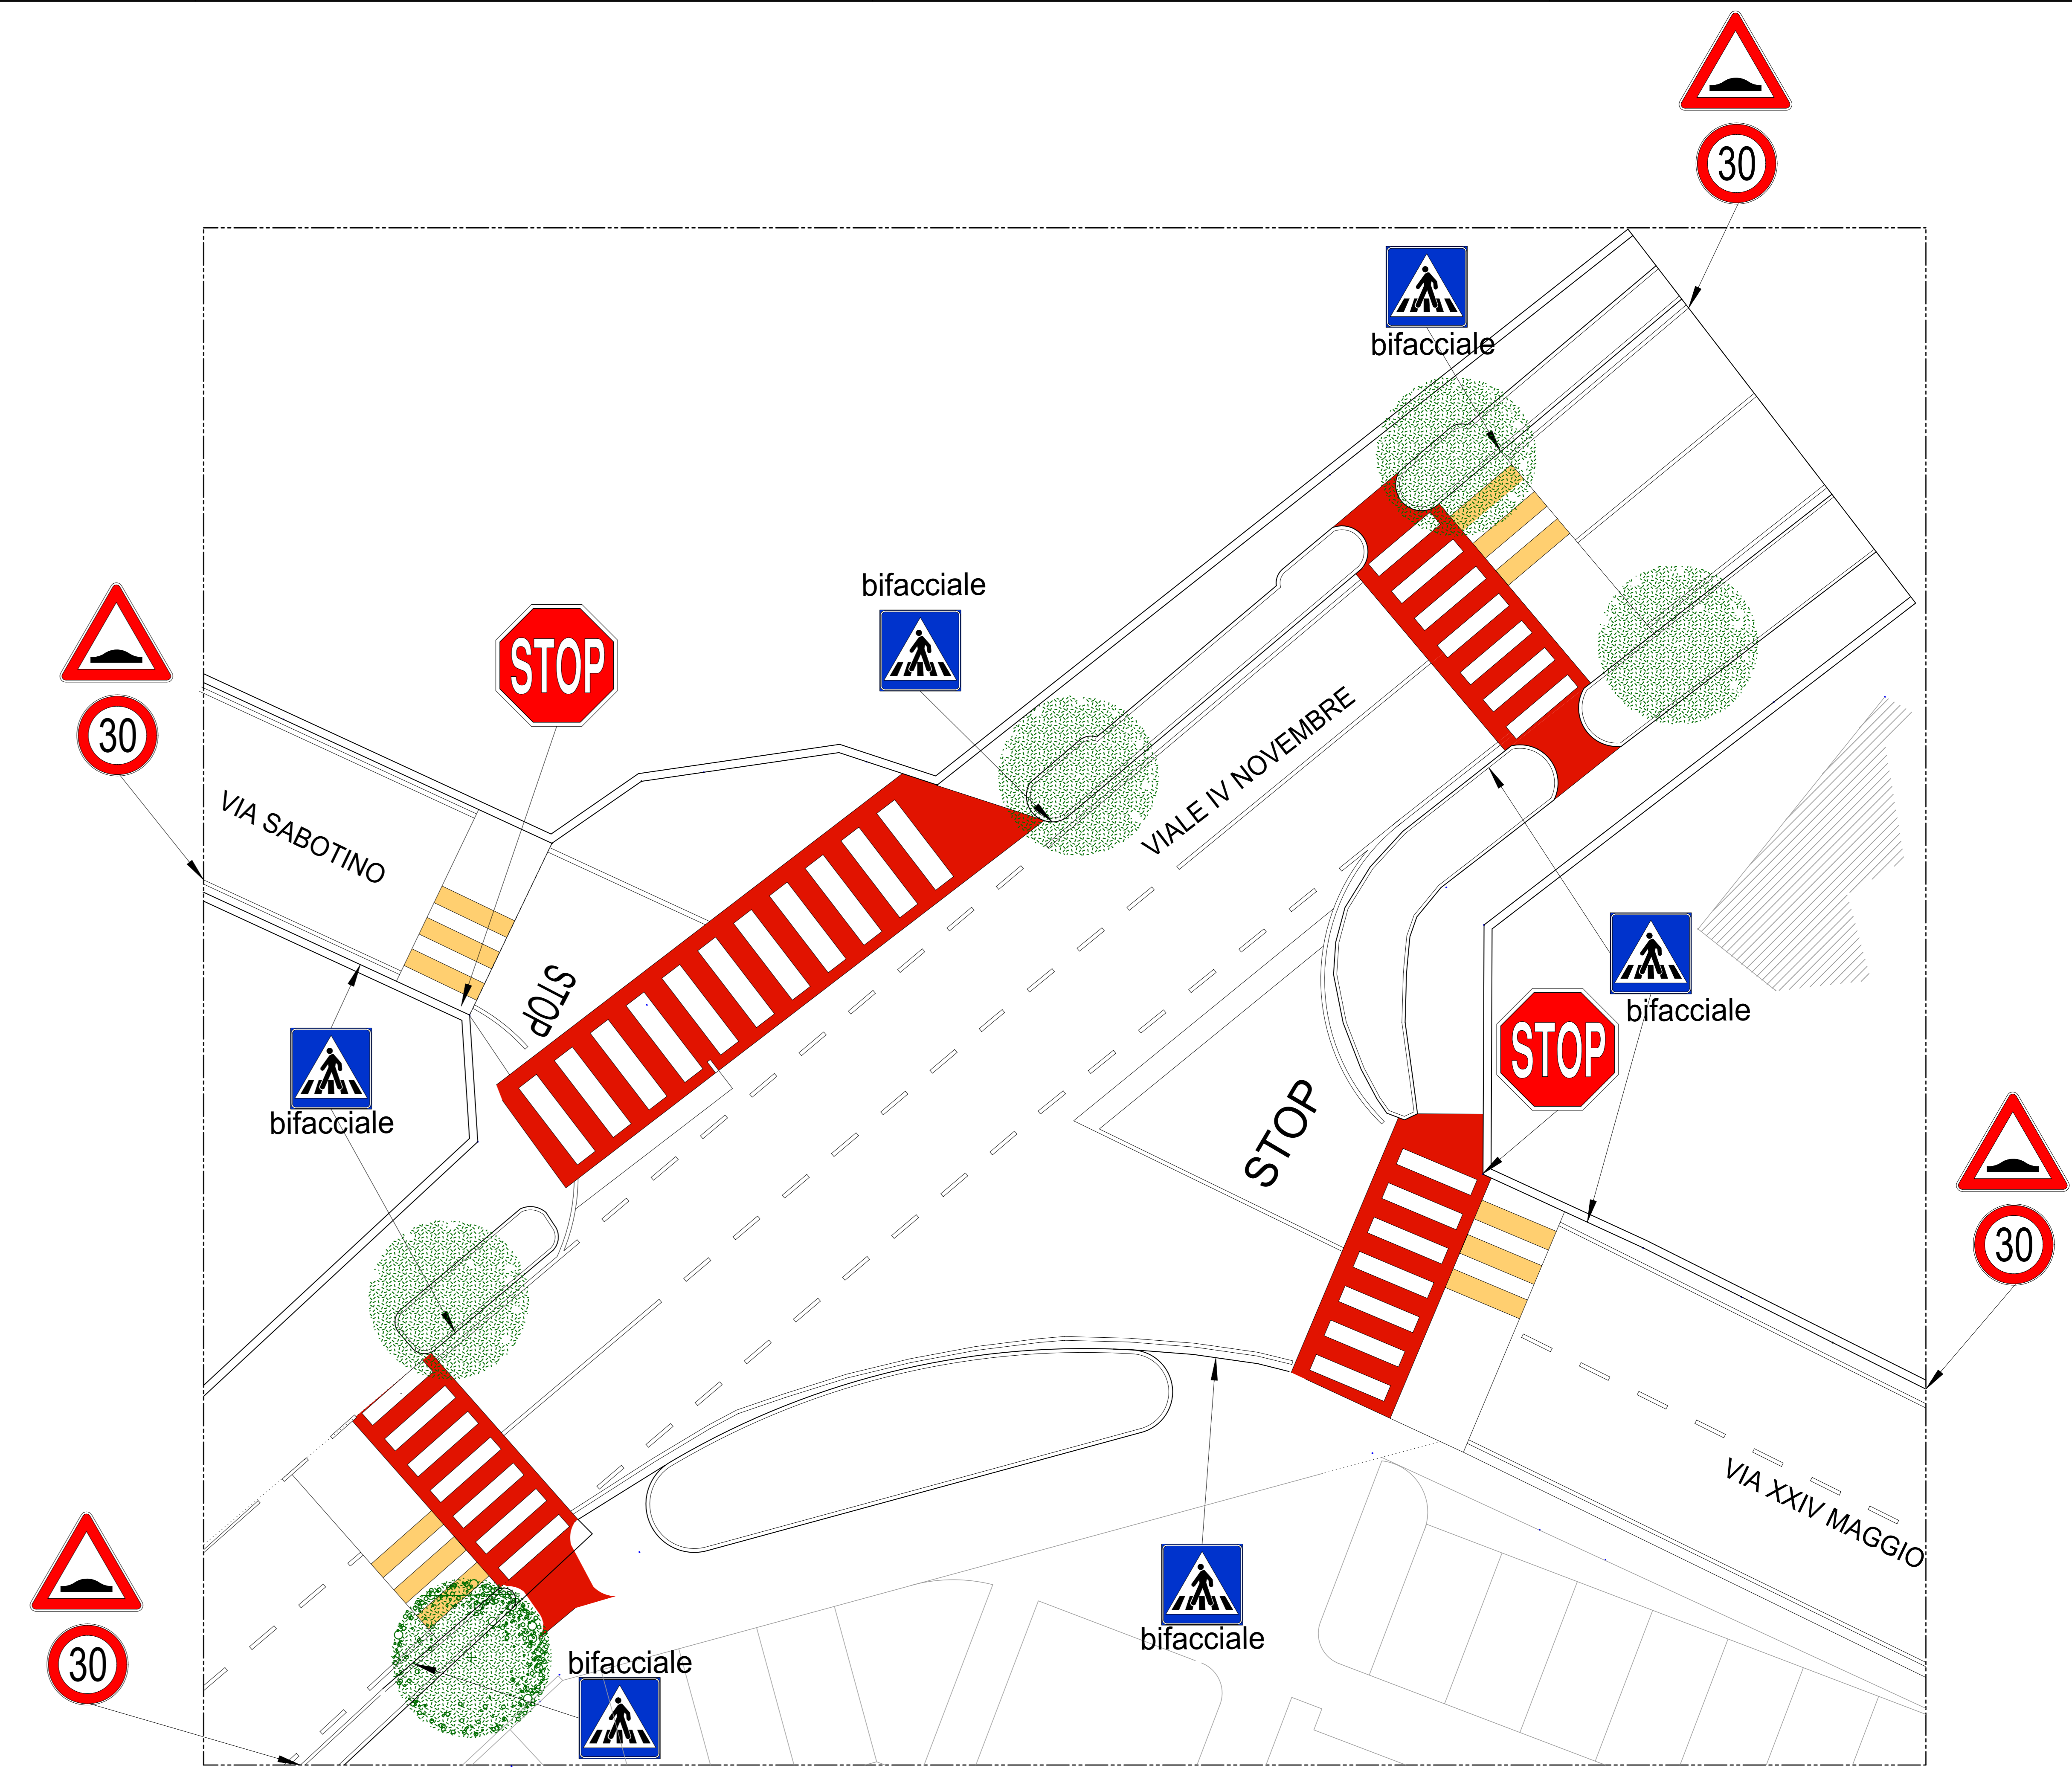 30
bifacciale
bifacciale
STOP
30
VIALE IV NOVEMBRE
VIA SABOTINO
STOP
bifacciale
STOP
bifacciale
STOP
30
VIA XXIV MAGGIO
bifacciale
bifacciale
30